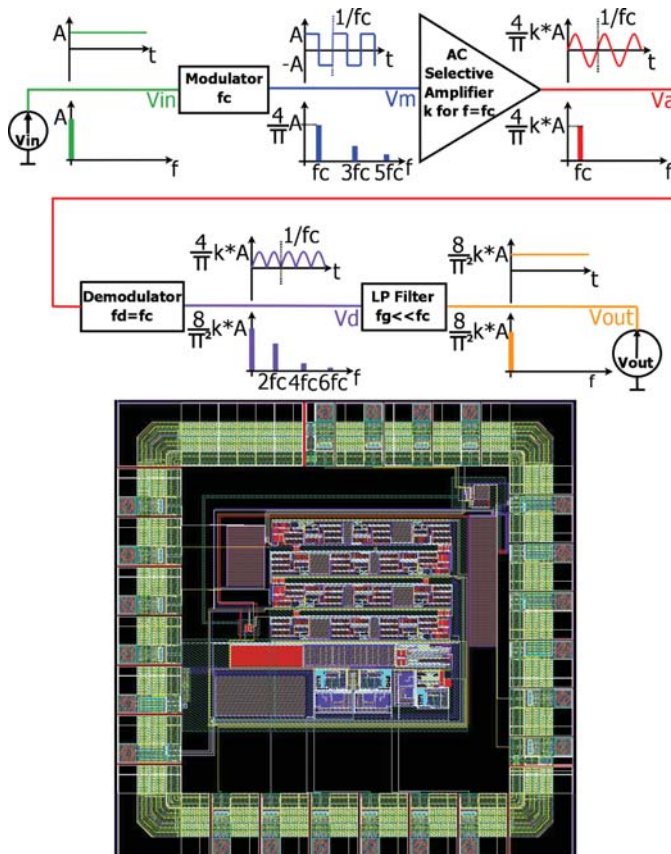 A
t
Vin
A
f
Vin
Modulator
fc
A
-A
1/fc
t
Vm
4/π A
fc 3fc 5fc
f
AC
Selective
Amplifier
k for f=fc
4/π k*A
1/fc
t
Va
4/π k*A
fc
f
Demodulator
fd=fc
4/π k*A
1/fc
t
Vd
8/π² k*A
2fc 4fc 6fc
f
LP Filter
fg<<fc
8/π² k*A
t
Vout
8/π² k*A
f
Vout